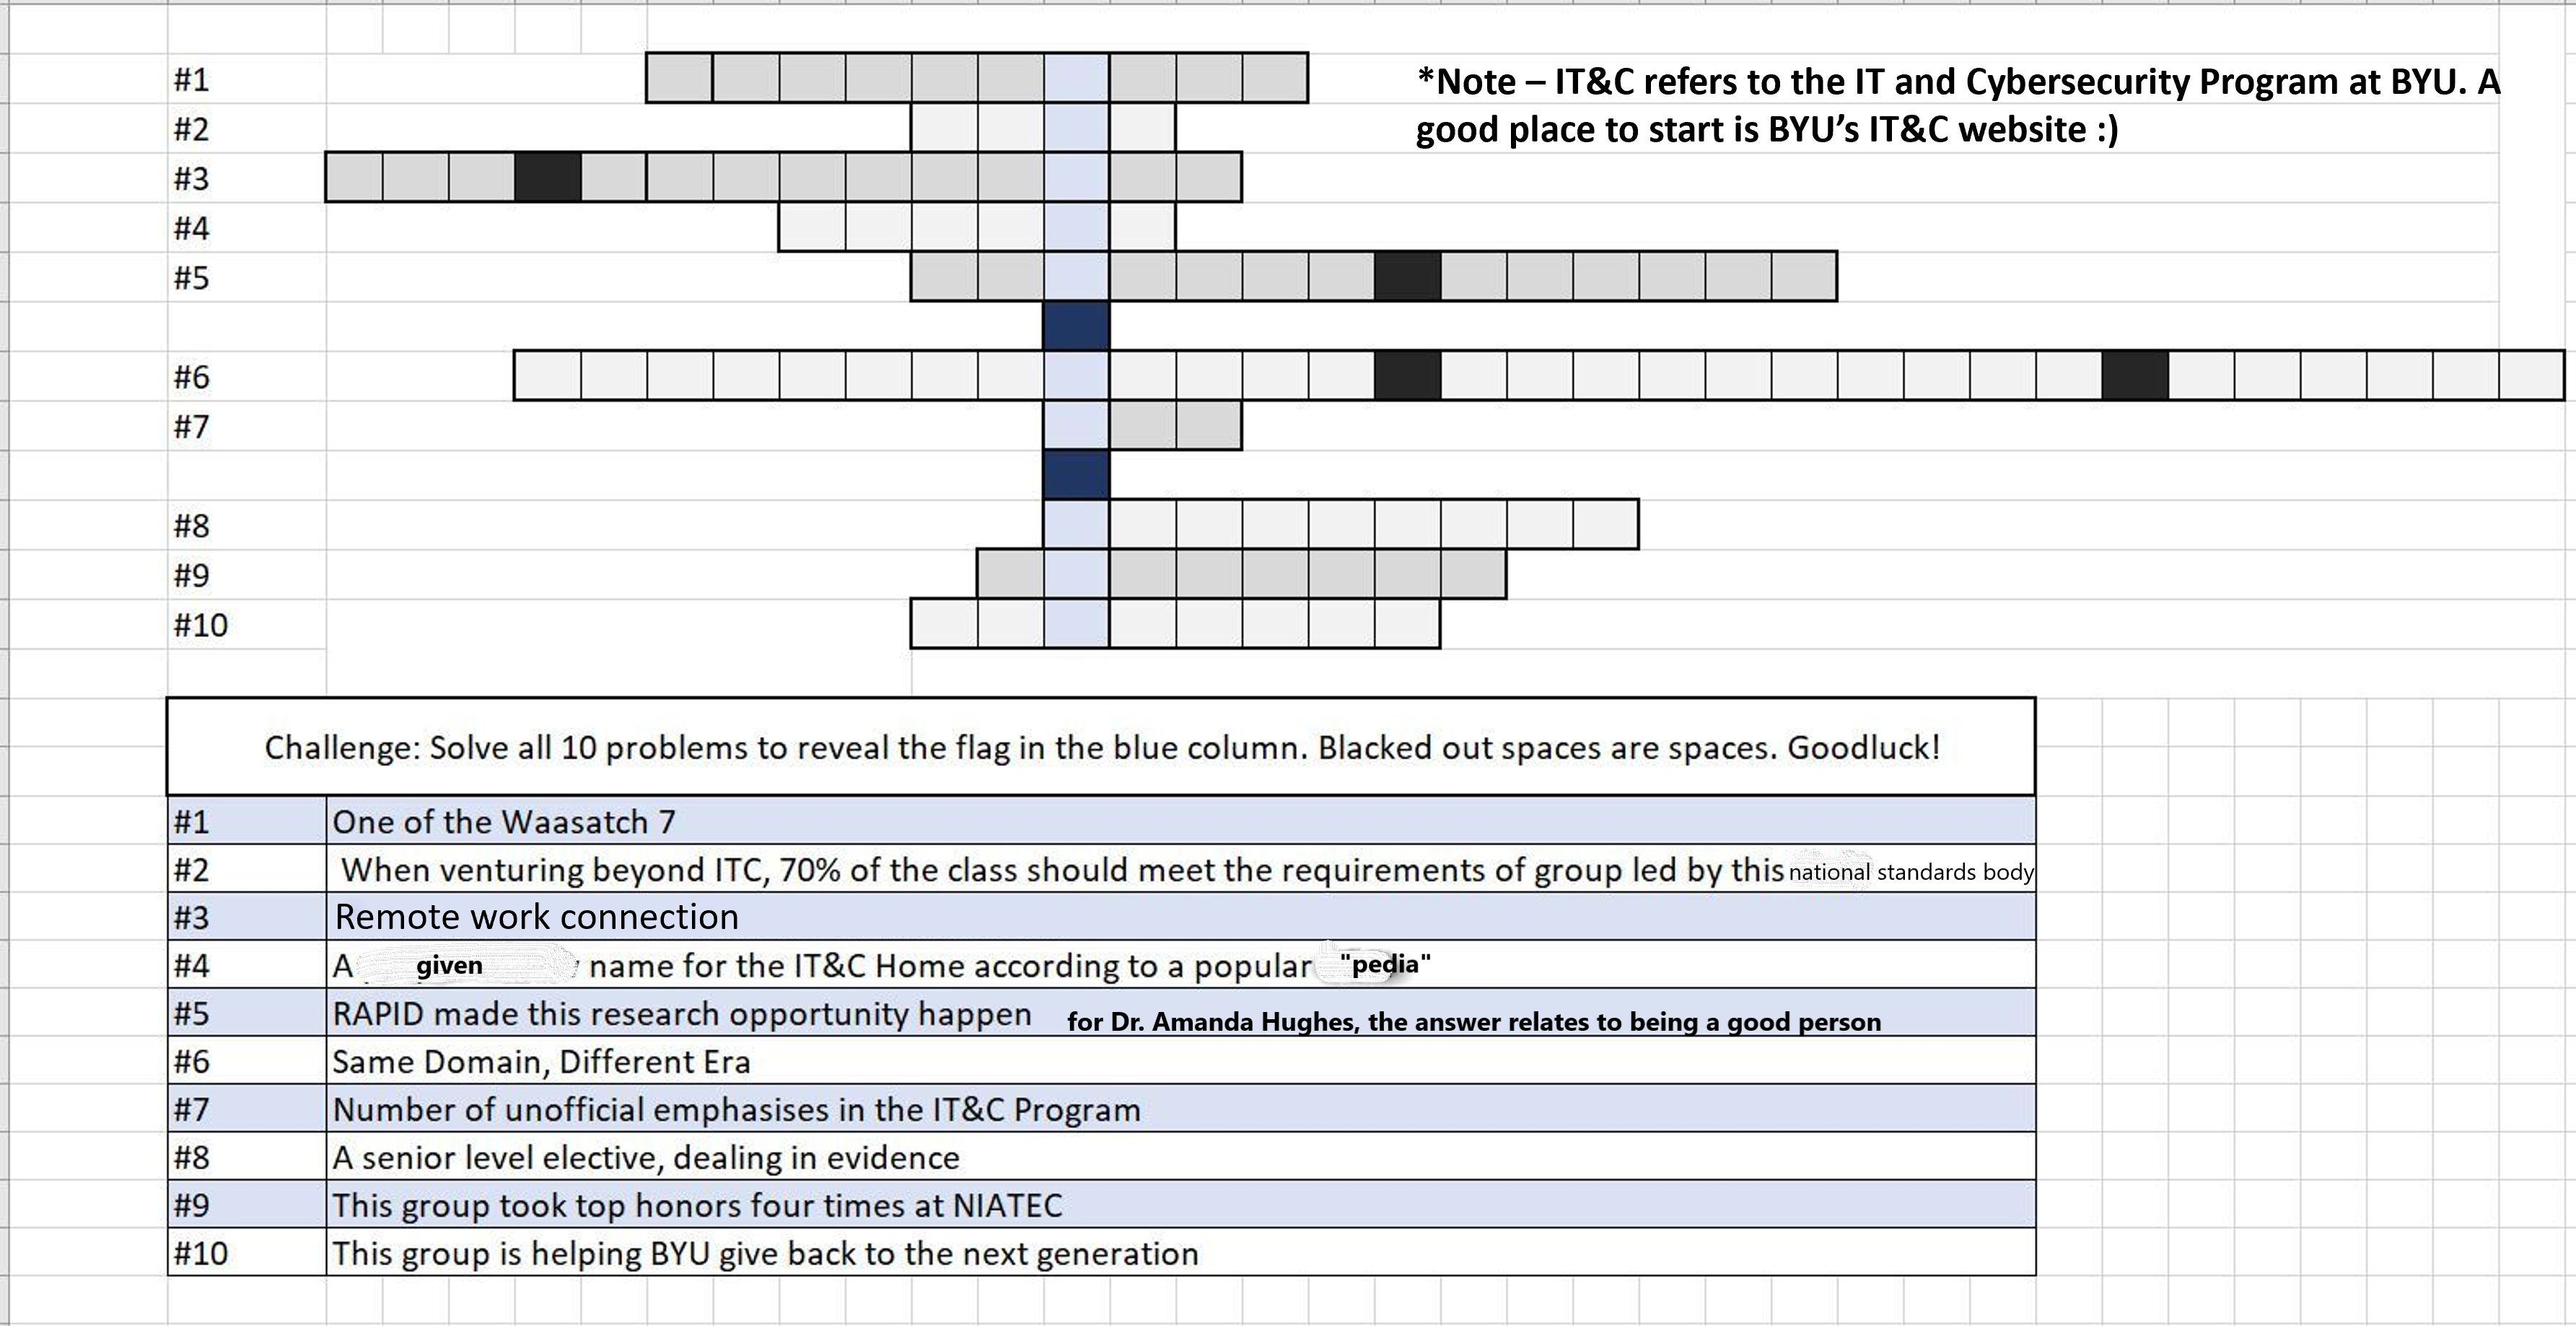 #1
*Note – IT&C refers to the IT and Cybersecurity Program at BYU. A
good place to start is BYU’s IT&C website :)
#2
#3
#4
#5
#6
#7
#8
#9
#10
Challenge: Solve all 10 problems to reveal the flag in the blue column. Blacked out spaces are spaces. Goodluck!
#1 One of the Waasatch 7
#2 When venturing beyond ITC, 70% of the class should meet the requirements of group led by this national standards body
#3 Remote work connection
#4 A given name for the IT&C Home according to a popular "pedia"
#5 RAPID made this research opportunity happen for Dr. Amanda Hughes, the answer relates to being a good person
#6 Same Domain, Different Era
#7 Number of unofficial emphasises in the IT&C Program
#8 A senior level elective, dealing in evidence
#9 This group took top honors four times at NIATEC
#10 This group is helping BYU give back to the next generation